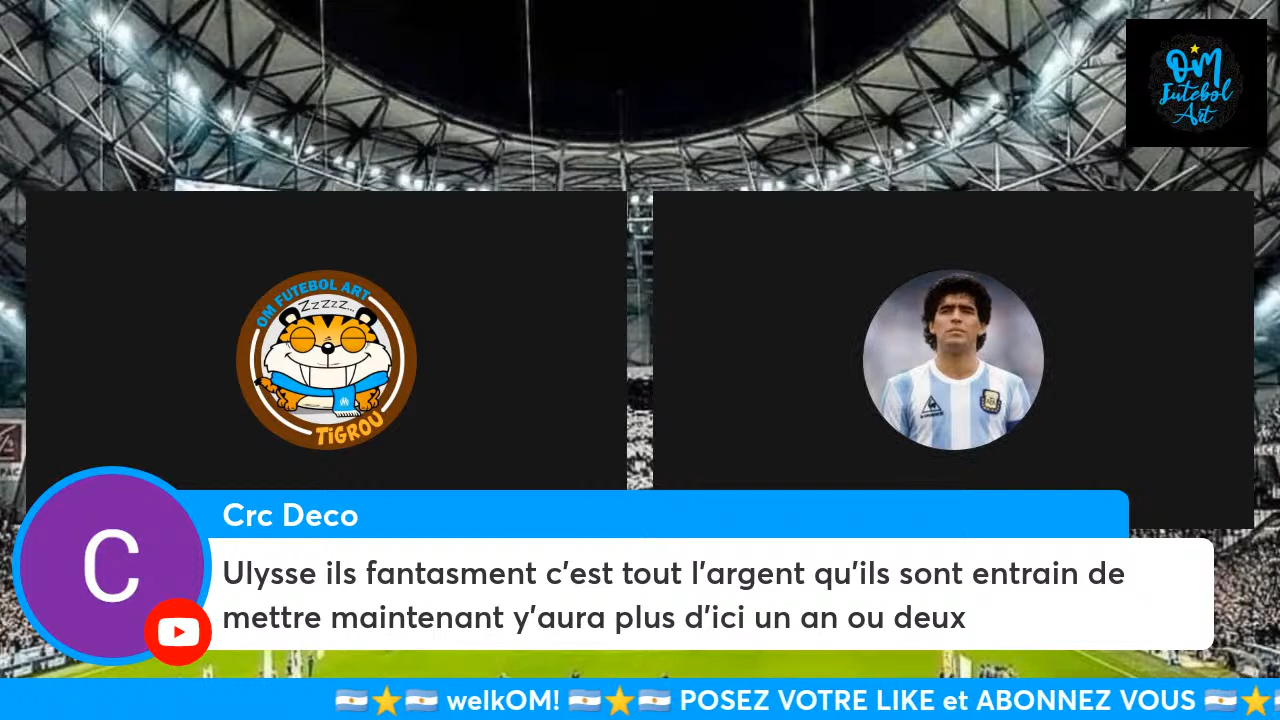 OM
Futebol
Art
OM FUTEBOL ART
Zzzzz...
TiGROU
C
Crc Deco
Ulysse ils fantasment c'est tout l'argent qu'ils sont entrain de
mettre maintenant y'aura plus d'ici un an ou deux
welkOM! POSEZ VOTRE LIKE et ABONNEZ VOUS